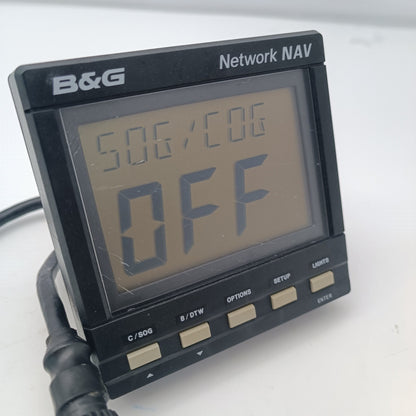 B&G Network NAV
SOG/COG
OFF
C / SOG B / DTW OPTIONS SETUP LIGHTS
ENTER